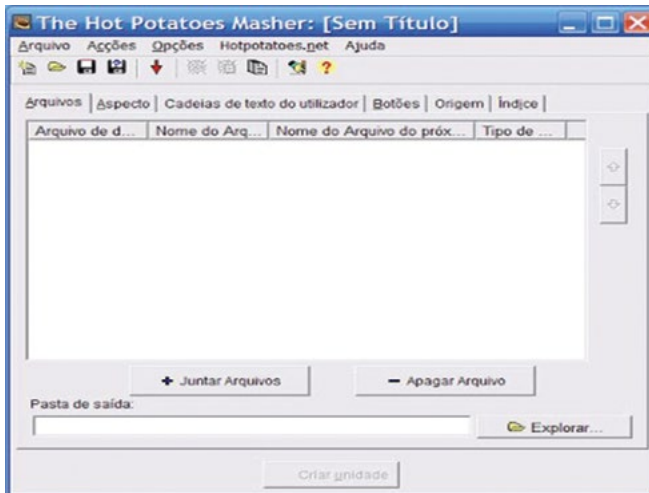 The Hot Potatoes Masher: [Sem Título]
Arquivo Acções Opções Hotpotatoes.net Ajuda
Arquivos Aspecto Cadeias de texto do utilizador Botões Origem Índice
Arquivo de d... Nome do Arq... Nome do Arquivo do próx... Tipo de ...
+ Juntar Arquivos − Apagar Arquivo
Pasta de saída:
Explorar...
Criar unidade